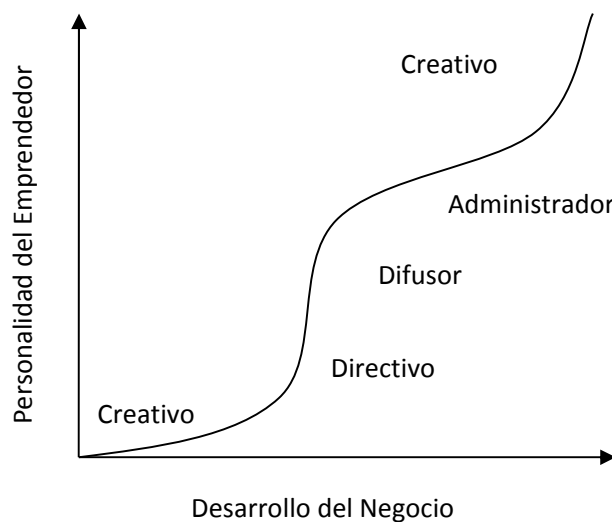 Creativo
Administrador
Difusor
Directivo
Creativo
Personalidad del Emprendedor
Desarrollo del Negocio